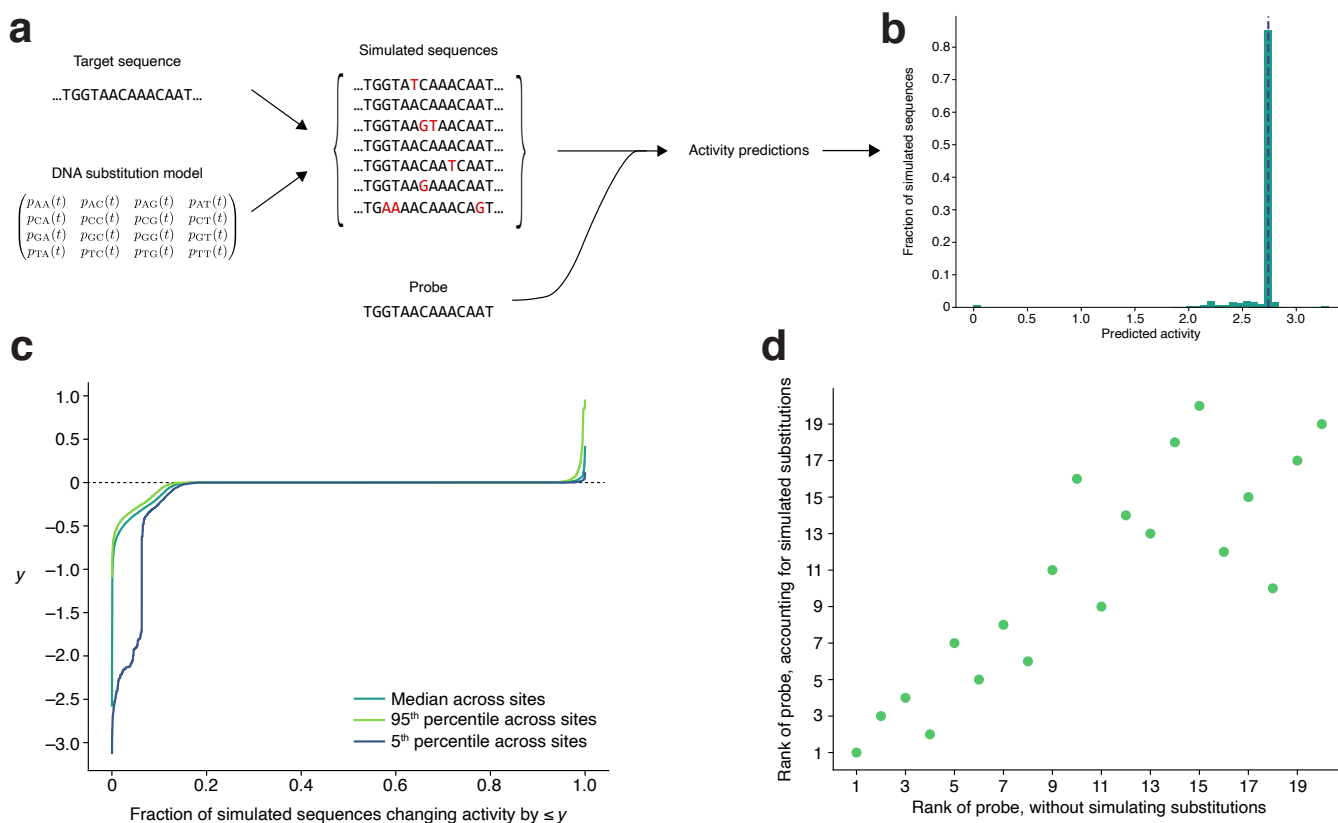 a
Target sequence
...TGGTAACAAACAAT...
DNA substitution model
pAA(t) pAC(t) pAG(t) pAT(t)
pCA(t) pCC(t) pCG(t) pCT(t)
pGA(t) pGC(t) pGG(t) pGT(t)
pTA(t) pTC(t) pTG(t) pTT(t)
Simulated sequences
...TGGTATCAAACAAT...
...TGGTAACAAACAAT...
...TGGTAAGTAACAAT...
...TGGTAACAAACAAT...
...TGGTAACAATCAAT...
...TGGTAAGAAACAAT...
...TGAAAACAAACAGT...
Probe
TGGTAACAAACAAT
Activity predictions
b
Fraction of simulated sequences
0.8
0.7
0.6
0.5
0.4
0.3
0.2
0.1
0
0.0 0.5 1.0 1.5 2.0 2.5 3.0
Predicted activity
c
y
1.0
0.5
0
−0.5
−1.0
−1.5
−2.0
−2.5
−3.0
Median across sites
95th percentile across sites
5th percentile across sites
0 0.2 0.4 0.6 0.8 1.0
Fraction of simulated sequences changing activity by ≤ y
d
Rank of probe, accounting for simulated substitutions
19
17
15
13
11
9
7
5
3
1
1 3 5 7 9 11 13 15 17 19
Rank of probe, without simulating substitutions